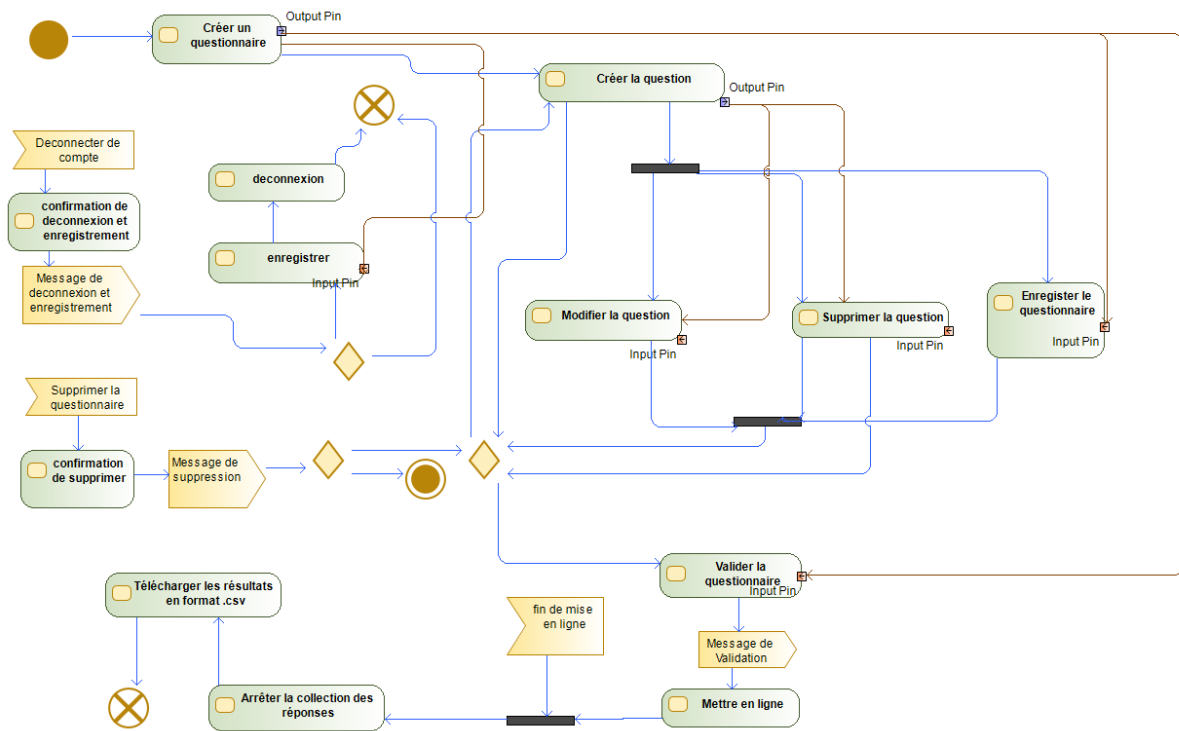 Output Pin
Créer un
questionnaire
Créer la question
Output Pin
Deconnecter de
compte
deconnexion
confirmation de
deconnexion et
enregistrement
enregistrer
Input Pin
Message de
deconnexion et
enregistrement
Modifier la question
Input Pin
Supprimer la question
Input Pin
Enregister le
questionnaire
Input Pin
Supprimer la
questionnaire
confirmation
de supprimer
Message de
suppression
Valider la
questionnaire
Input Pin
Télécharger les résultats
en format .csv
fin de mise
en ligne
Message de
Validation
Arrêter la collection des
réponses
Mettre en ligne